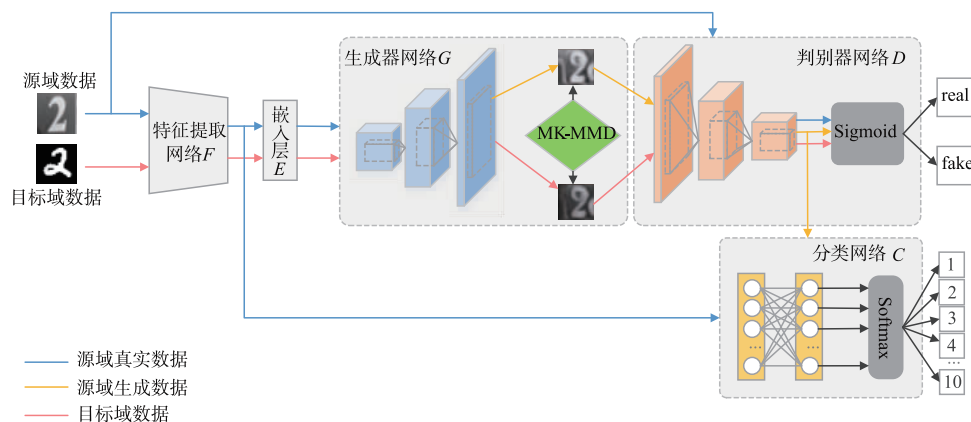 源域数据
2
2
目标域数据
特征提取
网络F
嵌
入
层
E
生成器网络G
MK-MMD
判别器网络 D
Sigmoid
real
fake
分类网络 C
...
...
Softmax
1
2
3
4
...
10
源域真实数据
源域生成数据
目标域数据